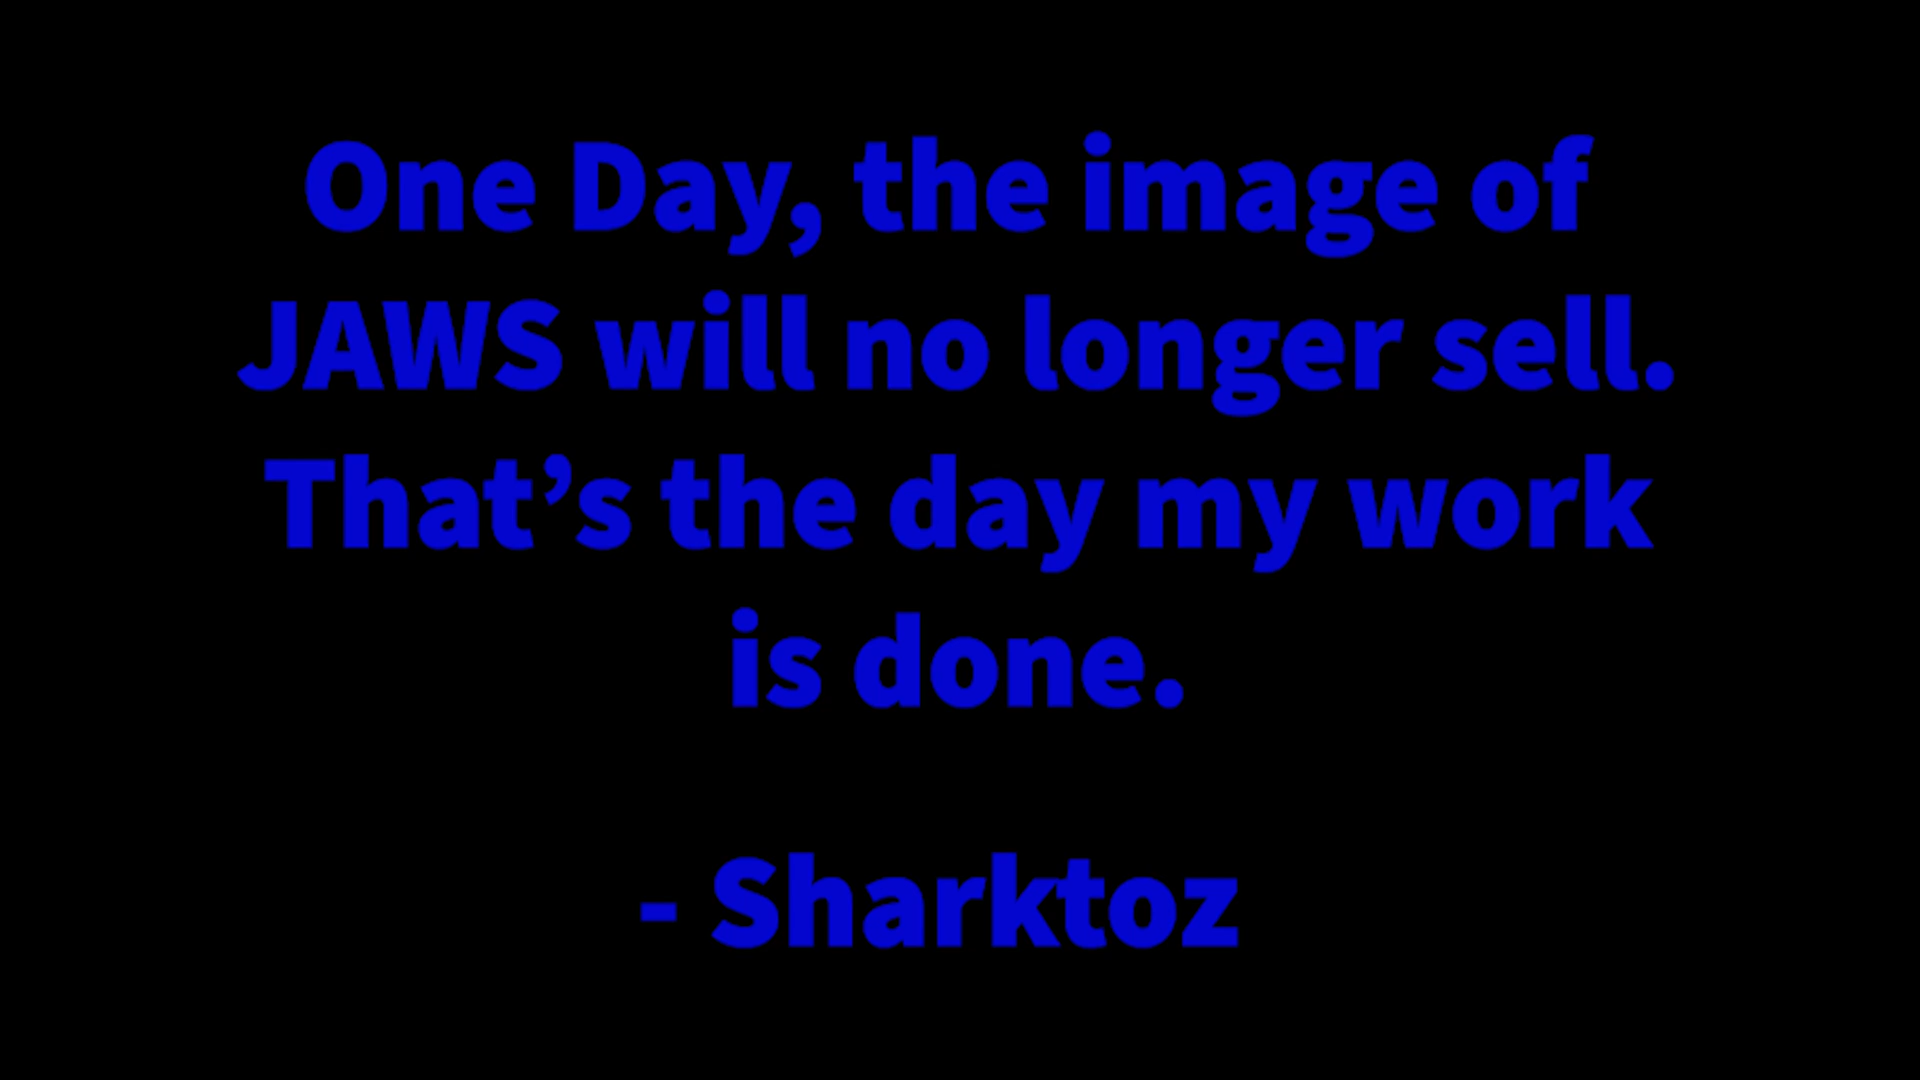 One Day, the image of
JAWS will no longer sell.
That’s the day my work
is done.
- Sharktoz